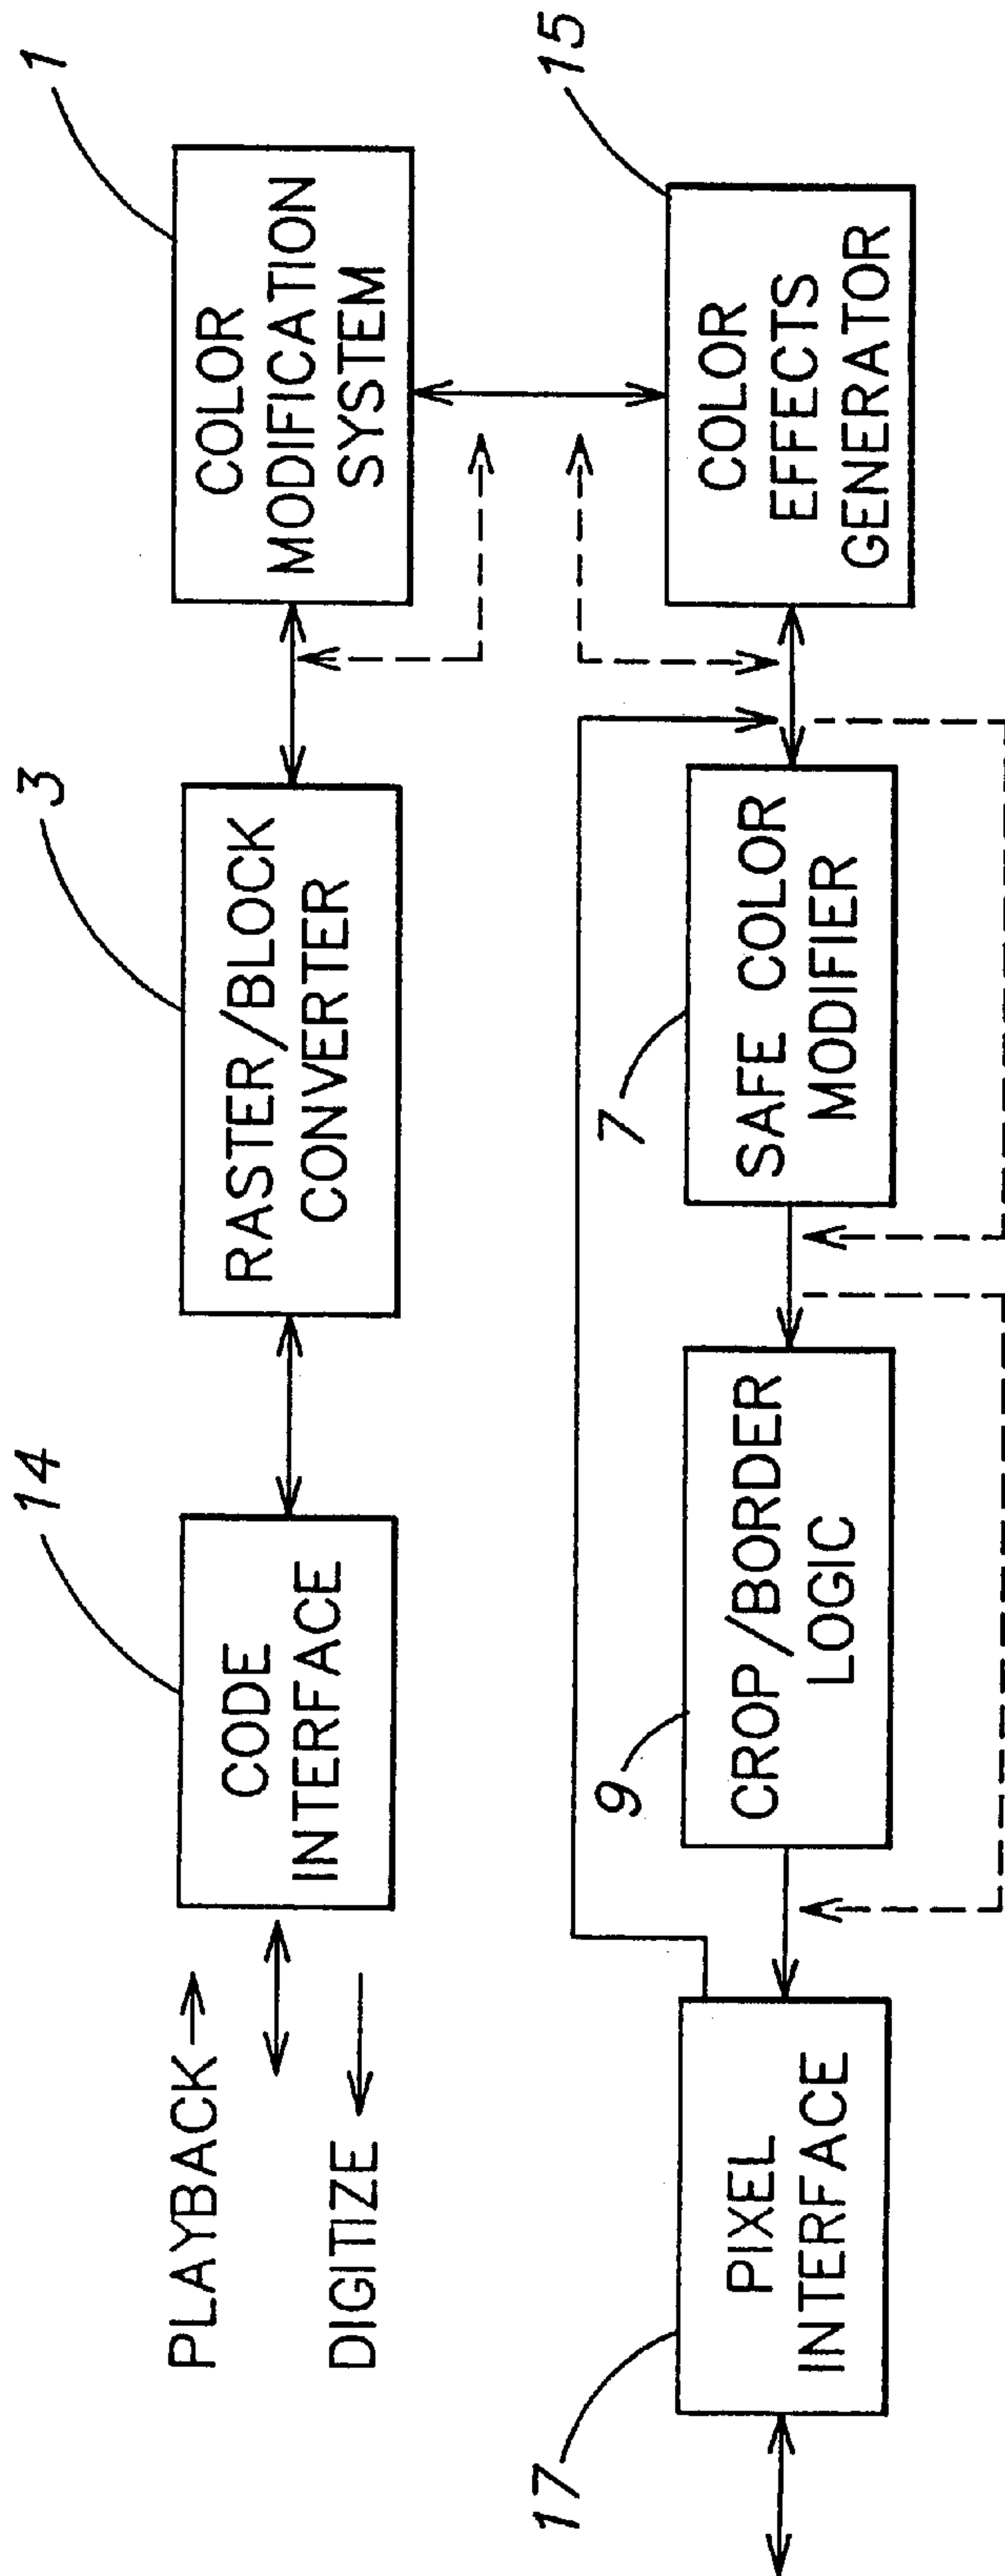 PLAYBACK
DIGITIZE
14
CODE
INTERFACE
3
RASTER/BLOCK
CONVERTER
1
COLOR
MODIFICATION
SYSTEM
17
PIXEL
INTERFACE
9
CROP/BORDER
LOGIC
7
SAFE COLOR
MODIFIER
15
COLOR
EFFECTS
GENERATOR